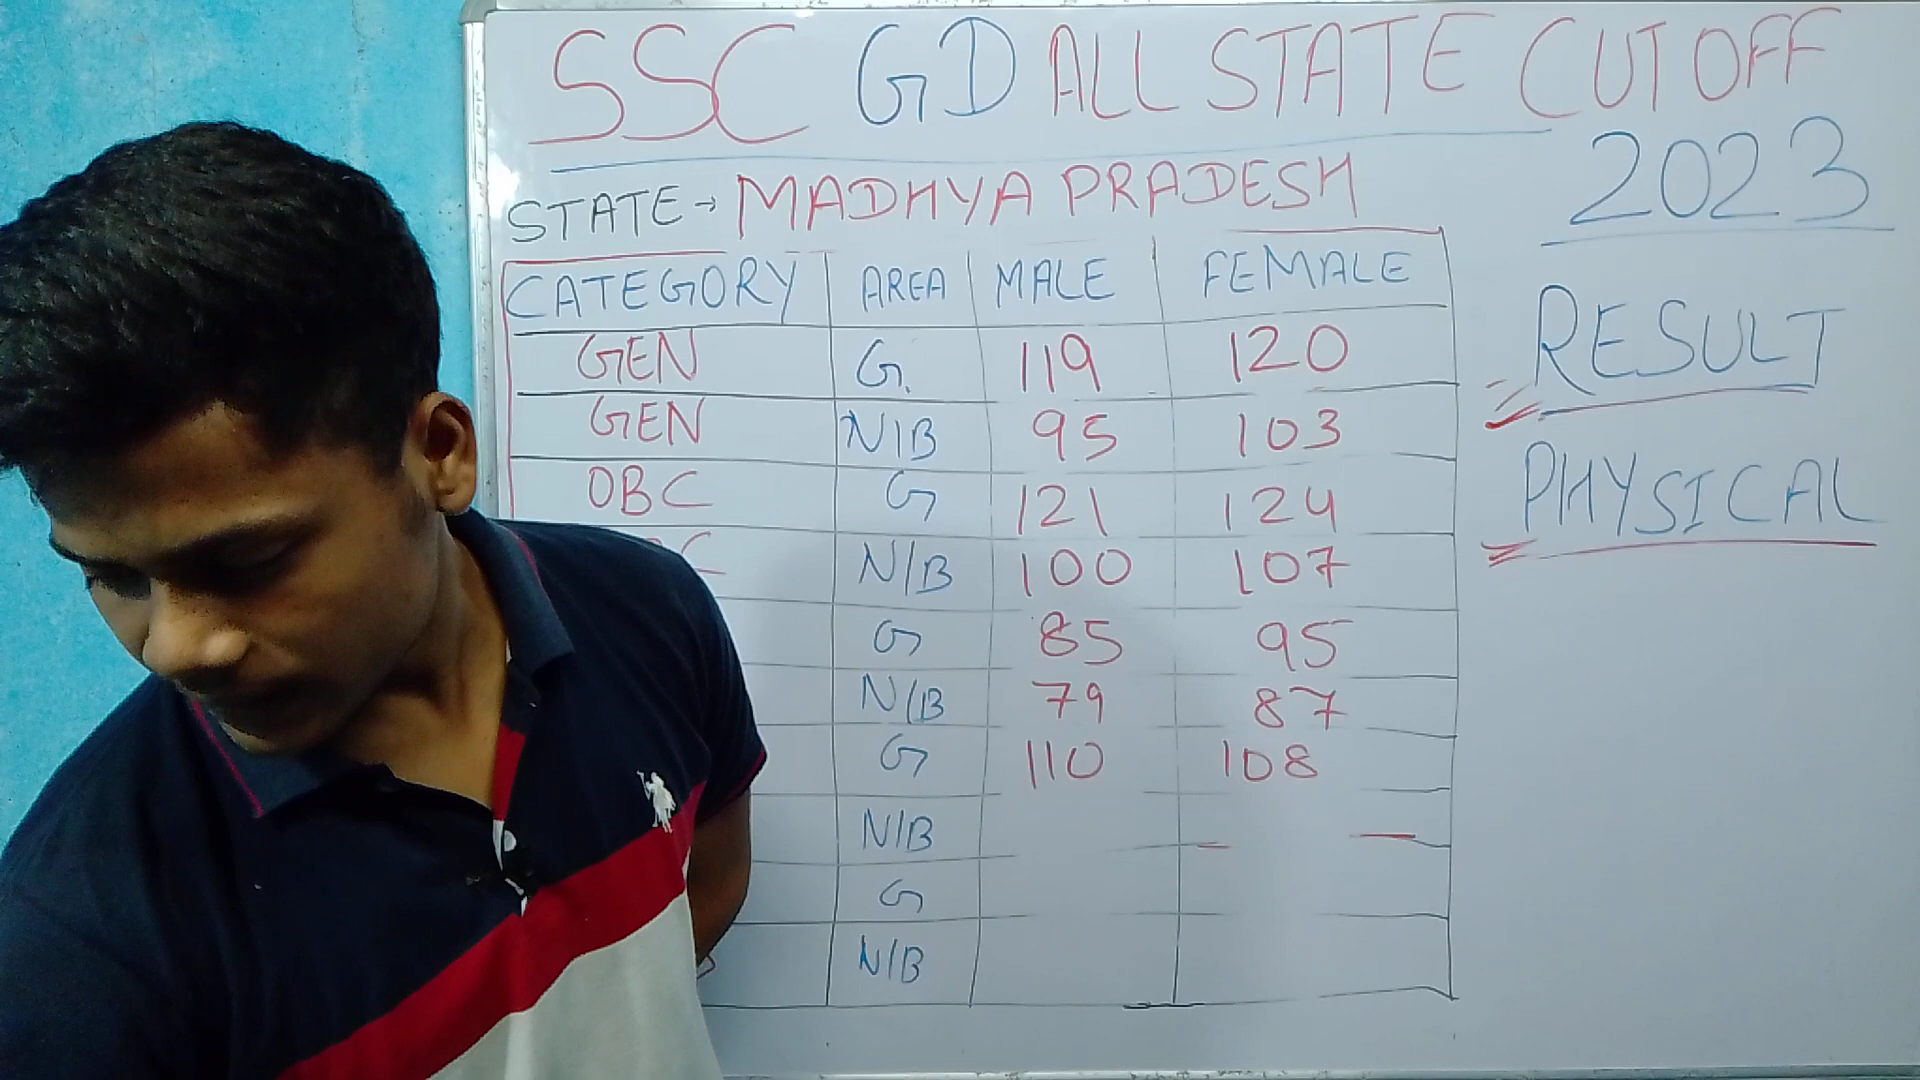 SSC GD ALL STATE CUT OFF
2023
STATE → MADHYA PRADESH
CATEGORY AREA MALE FEMALE
GEN G. 119 120
GEN N/B 95 103
OBC G 121 124
N/B 100 107
G 85 95
N/B 79 87
G 110 108
N/B
G
N/B
RESULT
PHYSICAL